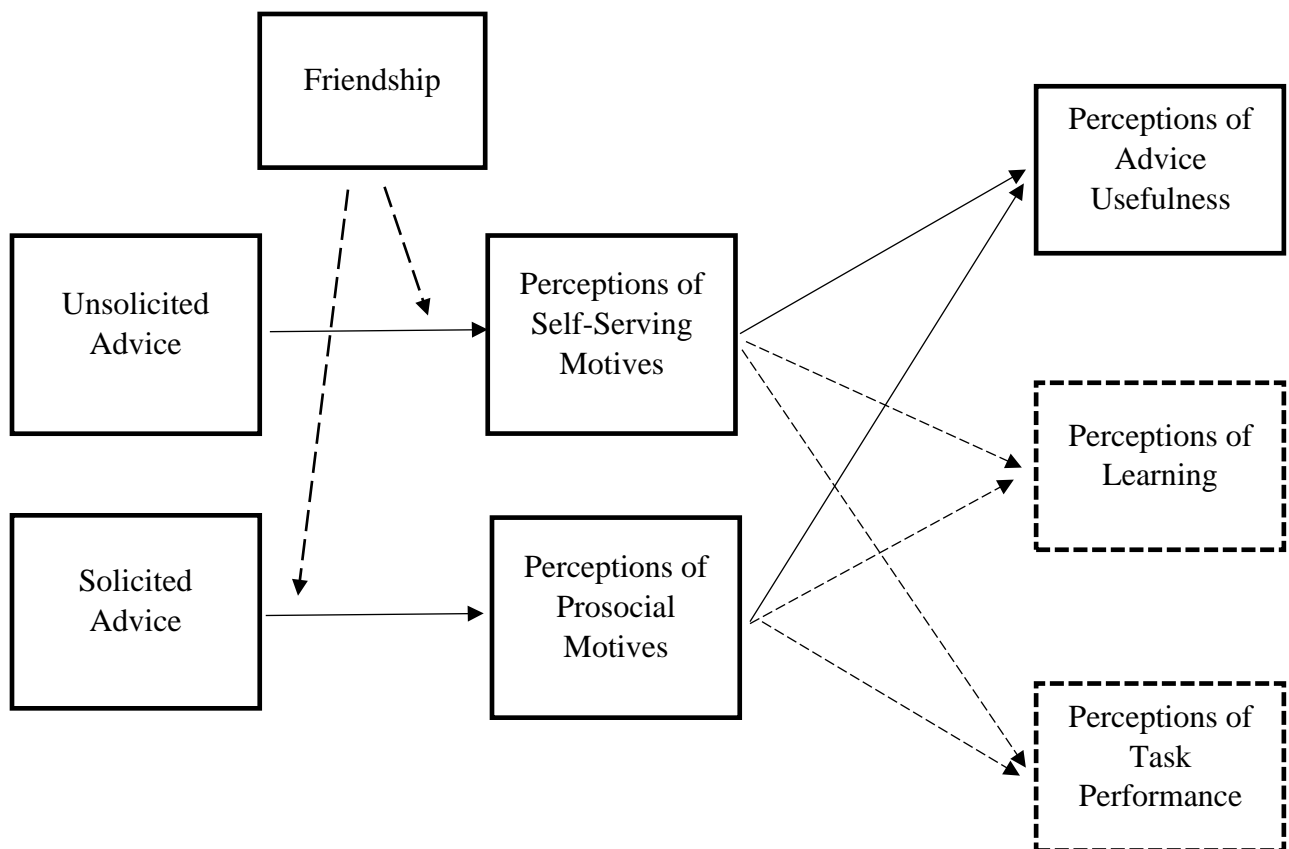 Friendship
Unsolicited
Advice
Solicited
Advice
Perceptions of
Self-Serving
Motives
Perceptions of
Prosocial
Motives
Perceptions of
Advice
Usefulness
Perceptions of
Learning
Perceptions of
Task
Performance